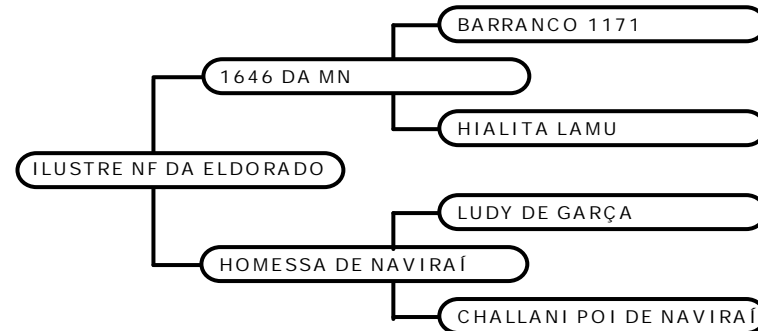 BARRANCO 1171
1646 DA MN
HIALITA LAMU
ILUSTRE NF DA ELDORADO
LUDY DE GARÇA
HOMESSA DE NAVIRAÍ
CHALLANI POI DE NAVIRAÍ